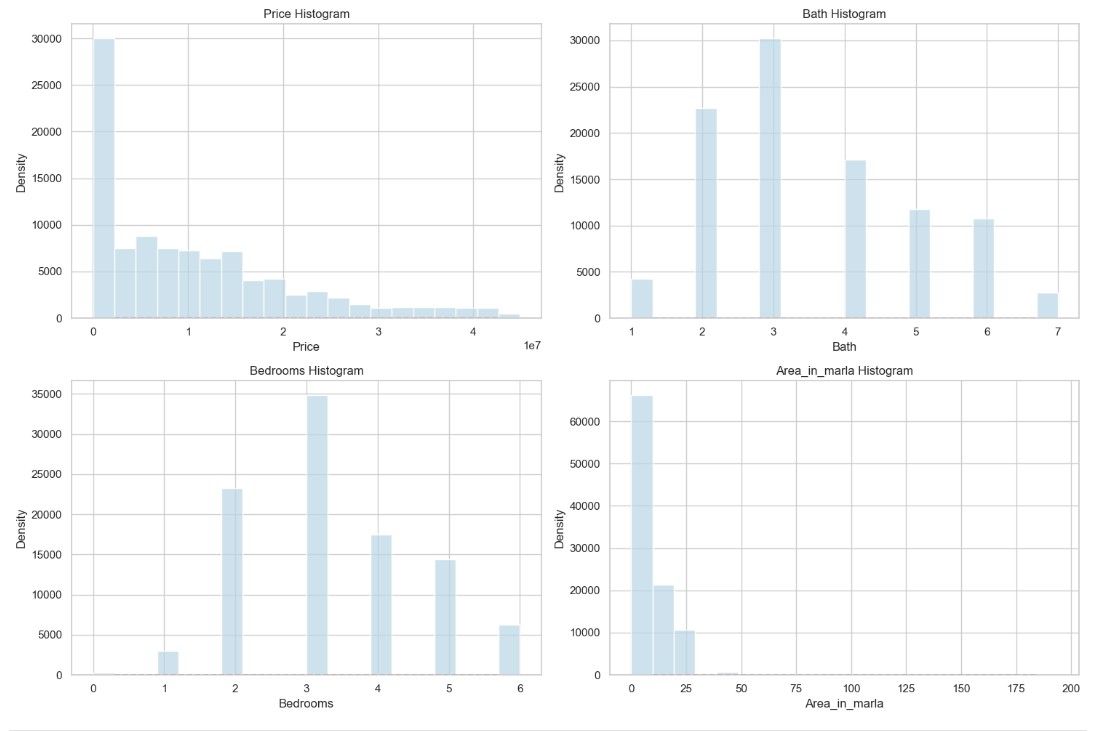 Price Histogram
30000
25000
20000
15000
10000
5000
0
Density
0 1 2 3 4
1e7
Price
Bath Histogram
30000
25000
20000
15000
10000
5000
0
Density
1 2 3 4 5 6 7
Bath
Bedrooms Histogram
35000
30000
25000
20000
15000
10000
5000
0
Density
0 1 2 3 4 5 6
Bedrooms
Area_in_marla Histogram
60000
50000
40000
30000
20000
10000
0
Density
0 25 50 75 100 125 150 175 200
Area_in_marla